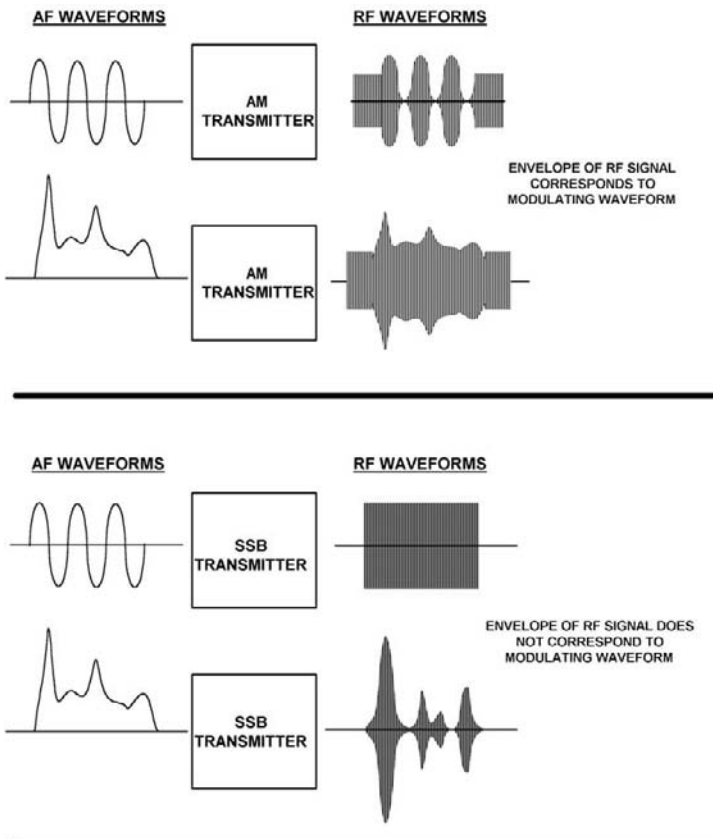 AF WAVEFORMS
RF WAVEFORMS
AM
TRANSMITTER
ENVELOPE OF RF SIGNAL
CORRESPONDS TO
MODULATING WAVEFORM
AM
TRANSMITTER
AF WAVEFORMS
RF WAVEFORMS
SSB
TRANSMITTER
ENVELOPE OF RF SIGNAL DOES
NOT CORRESPOND TO
MODULATING WAVEFORM
SSB
TRANSMITTER